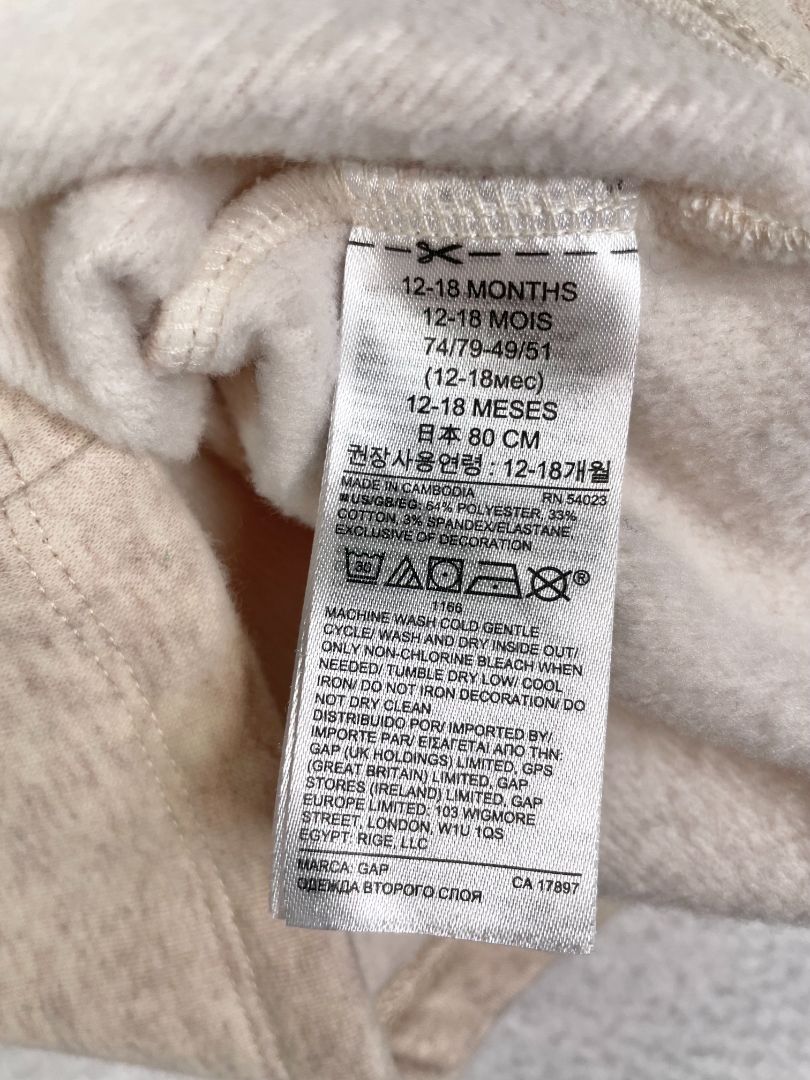 12-18 MONTHS
12-18 MOIS
74/79-49/51
(12-18мес)
12-18 MESES
日本 80 CM
권장사용연령 : 12-18개월
MADE IN CAMBODIA RN 54023
US/GB/EG: 64% POLYESTER, 33%
COTTON, 3% SPANDEX/ELASTANE
EXCLUSIVE OF DECORATION
30 ®
1166
MACHINE WASH COLD GENTLE
CYCLE/ WASH AND DRY INSIDE OUT/
ONLY NON-CHLORINE BLEACH WHEN
NEEDED/ TUMBLE DRY LOW/ COOL
IRON/ DO NOT IRON DECORATION/ DO
NOT DRY CLEAN
DISTRIBUIDO POR/ IMPORTED BY/
IMPORTE PAR/ ΕΙΣΑΓΕΤΑΙ ΑΠΟ ΤΗΝ:
GAP (UK HOLDINGS) LIMITED, GPS
(GREAT BRITAIN) LIMITED, GAP
STORES (IRELAND) LIMITED, GAP
EUROPE LIMITED. 103 WIGMORE
STREET, LONDON, W1U 1QS
EGYPT: RIGE, LLC
MARCA: GAP CA 17897
ОДЕЖДА ВТОРОГО СЛОЯ